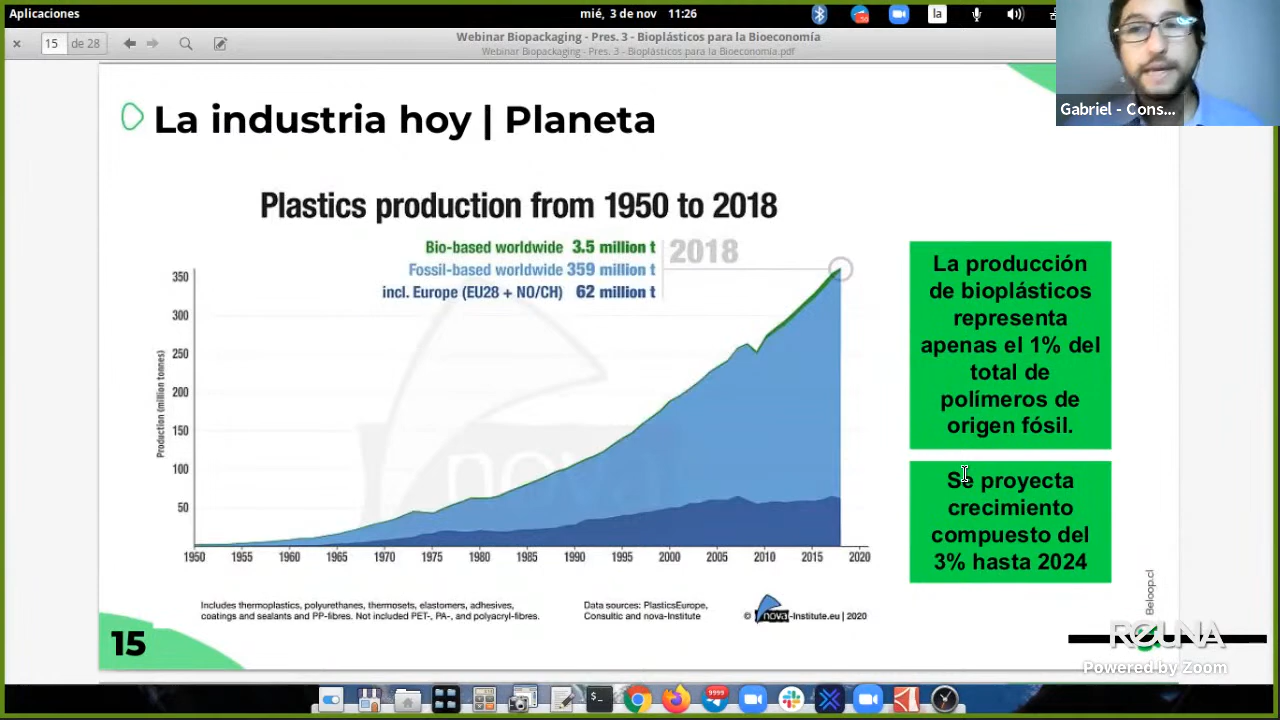 Aplicaciones
mié, 3 de nov 11:26
la
15 de 28
Webinar Biopackaging - Pres. 3 - Bioplásticos para la Bioeconomía
Webinar Biopackaging - Pres. 3 - Bioplásticos para la Bioeconomía.pdf
Gabriel - Cons...
La industria hoy | Planeta
Plastics production from 1950 to 2018
Bio-based worldwide 3.5 million t
Fossil-based worldwide 359 million t
incl. Europe (EU28 + NO/CH) 62 million t
2018
Production (million tonnes)
350
300
250
200
150
100
50
1950 1955 1960 1965 1970 1975 1980 1985 1990 1995 2000 2005 2010 2015 2020
La producción
de bioplásticos
representa
apenas el 1% del
total de
polímeros de
origen fósil.
Se proyecta
crecimiento
compuesto del
3% hasta 2024
Includes thermoplastics, polyurethanes, thermosets, elastomers, adhesives,
coatings and sealants and PP-fibres. Not included PET-, PA-, and polyacryl-fibres.
Data sources: PlasticsEurope,
Consultic and nova-Institute
© nova-Institute.eu | 2020
nova
Beloop.cl
15
REUNA
Powered by Zoom
9999